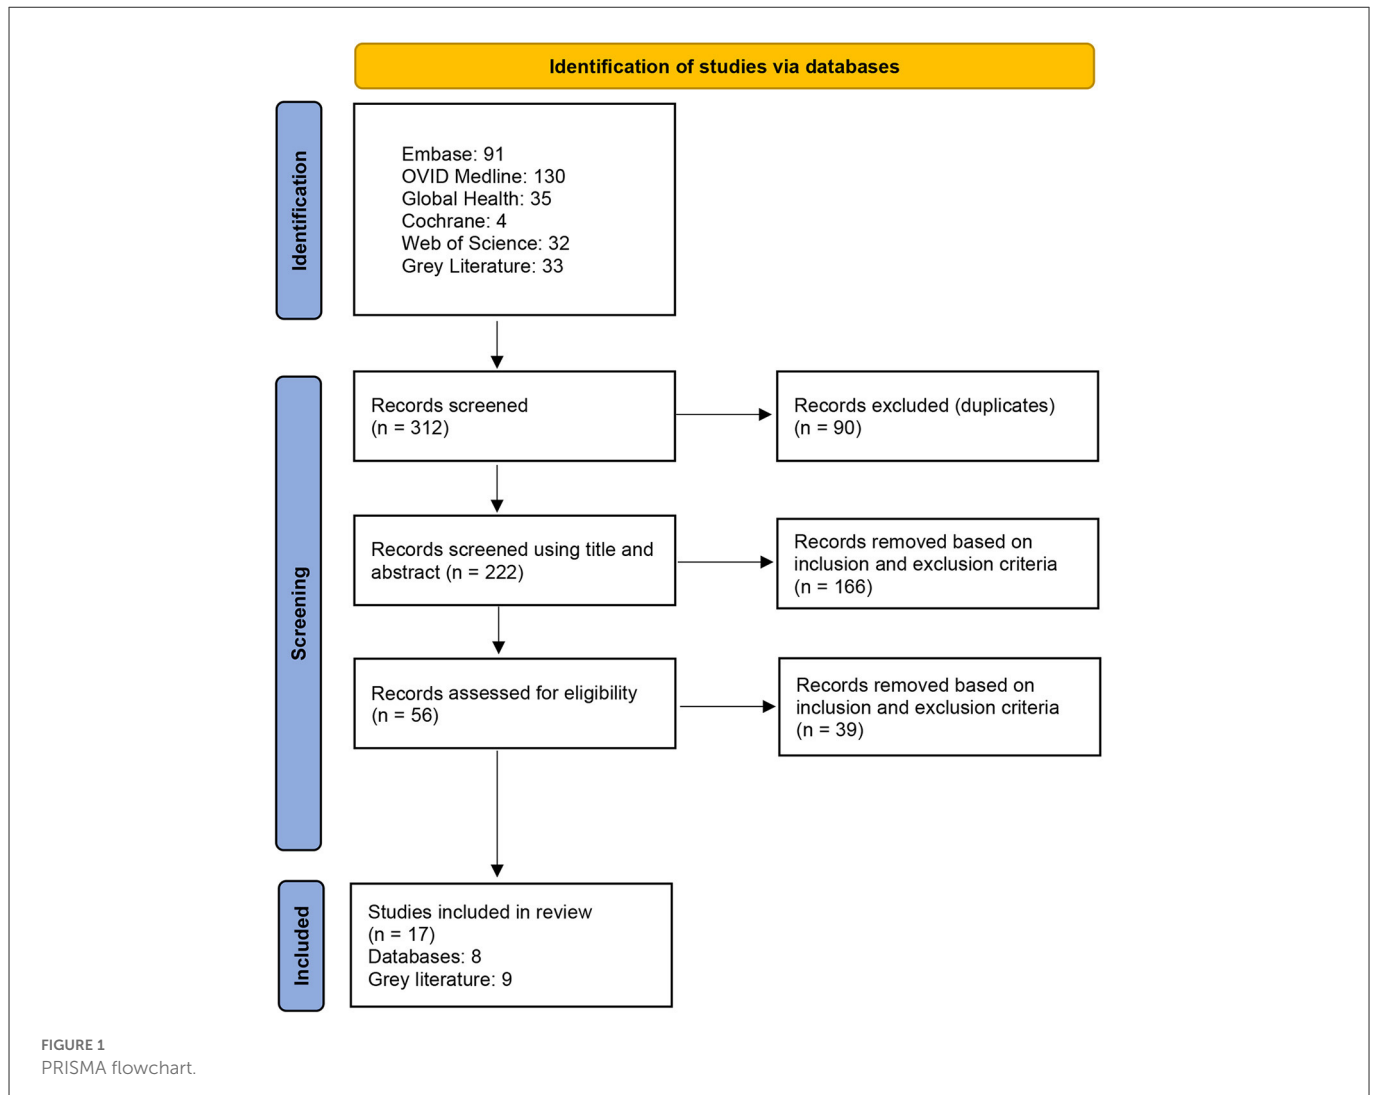 Identification of studies via databases
Identification
Embase: 91
OVID Medline: 130
Global Health: 35
Cochrane: 4
Web of Science: 32
Grey Literature: 33
Screening
Records screened
(n = 312)
Records excluded (duplicates)
(n = 90)
Records screened using title and
abstract (n = 222)
Records removed based on
inclusion and exclusion criteria
(n = 166)
Records assessed for eligibility
(n = 56)
Records removed based on
inclusion and exclusion criteria
(n = 39)
Included
Studies included in review
(n = 17)
Databases: 8
Grey literature: 9
FIGURE 1
PRISMA flowchart.